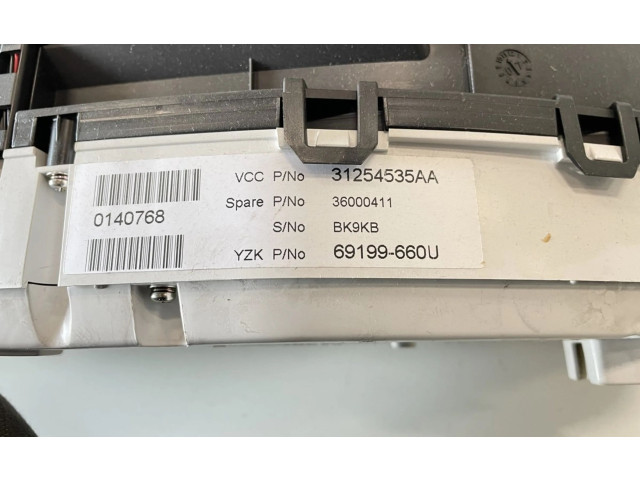 VCC P/No 31254535AA
0140768
Spare P/No 36000411
S/No BK9KB
YZK P/No 69199-660U